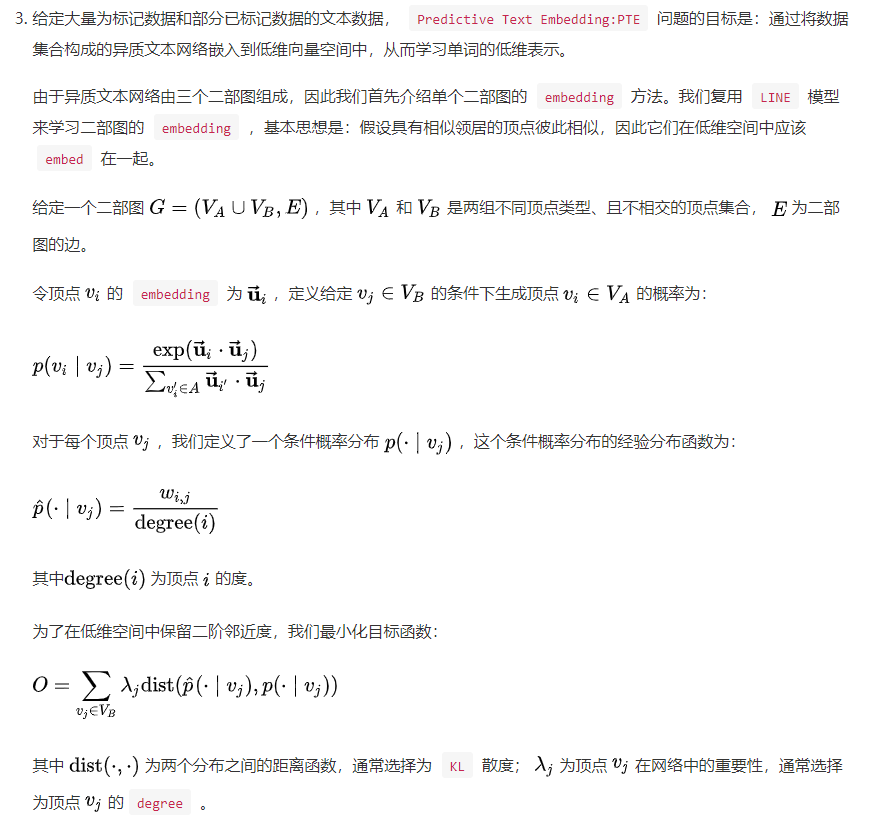 3. 给定大量为标记数据和部分已标记数据的文本数据， Predictive Text Embedding:PTE 问题的目标是：通过将数据
集合构成的异质文本网络嵌入到低维向量空间中，从而学习单词的低维表示。
由于异质文本网络由三个二部图组成，因此我们首先介绍单个二部图的 embedding 方法。我们复用 LINE 模型
来学习二部图的 embedding ，基本思想是：假设具有相似领居的顶点彼此相似，因此它们在低维空间中应该
embed 在一起。
给定一个二部图 $G = (V_A \cup V_B, E)$ ，其中 $V_A$ 和 $V_B$ 是两组不同顶点类型、且不相交的顶点集合， $E$ 为二部
图的边。
令顶点 $v_i$ 的 embedding 为 $\vec{\mathbf{u}}_i$ ，定义给定 $v_j \in V_B$ 的条件下生成顶点 $v_i \in V_A$ 的概率为：
$p(v_i \mid v_j) = \frac{\exp(\vec{\mathbf{u}}_i \cdot \vec{\mathbf{u}}_j)}{\sum_{v_i' \in A} \vec{\mathbf{u}}_{i'} \cdot \vec{\mathbf{u}}_j}$
对于每个顶点 $v_j$ ，我们定义了一个条件概率分布 $p(\cdot \mid v_j)$ ，这个条件概率分布的经验分布函数为：
$\hat{p}(\cdot \mid v_j) = \frac{w_{i,j}}{\text{degree}(i)}$
其中$\text{degree}(i)$ 为顶点 $i$ 的度。
为了在低维空间中保留二阶邻近度，我们最小化目标函数：
$O = \sum_{v_j \in V_B} \lambda_j \text{dist}(\hat{p}(\cdot \mid v_j), p(\cdot \mid v_j))$
其中 $\text{dist}(\cdot, \cdot)$ 为两个分布之间的距离函数，通常选择为 KL 散度； $\lambda_j$ 为顶点 $v_j$ 在网络中的重要性，通常选择
为顶点 $v_j$ 的 degree 。